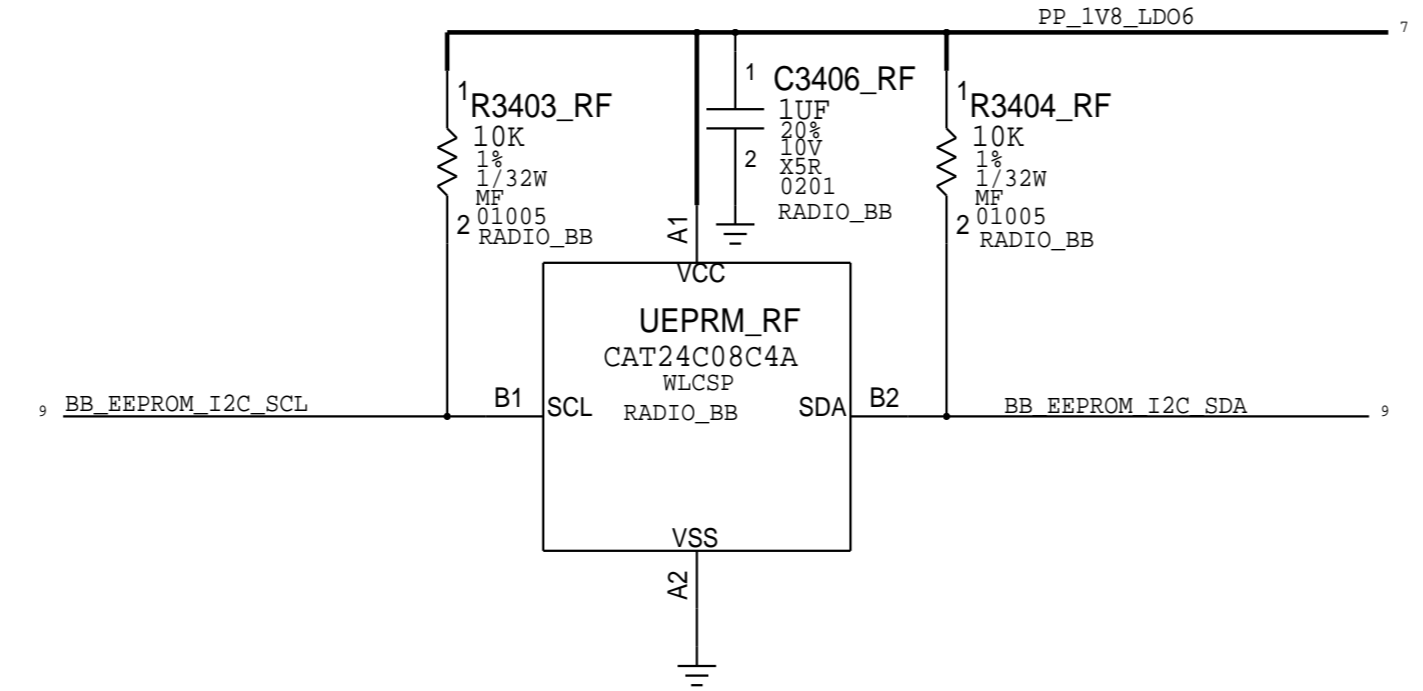 PP_1V8_LDO6
7
1
R3403_RF
10K
1%
1/32W
MF
01005
2
RADIO_BB
1
C3406_RF
1UF
20%
10V
X5R
2
0201
RADIO_BB
1
R3404_RF
10K
1%
1/32W
MF
01005
2
RADIO_BB
A1
VCC
UEPRM_RF
CAT24C08C4A
WLCSP
RADIO_BB
9
BB_EEPROM_I2C_SCL
B1
SCL
SDA
B2
BB_EEPROM_I2C_SDA
9
VSS
A2